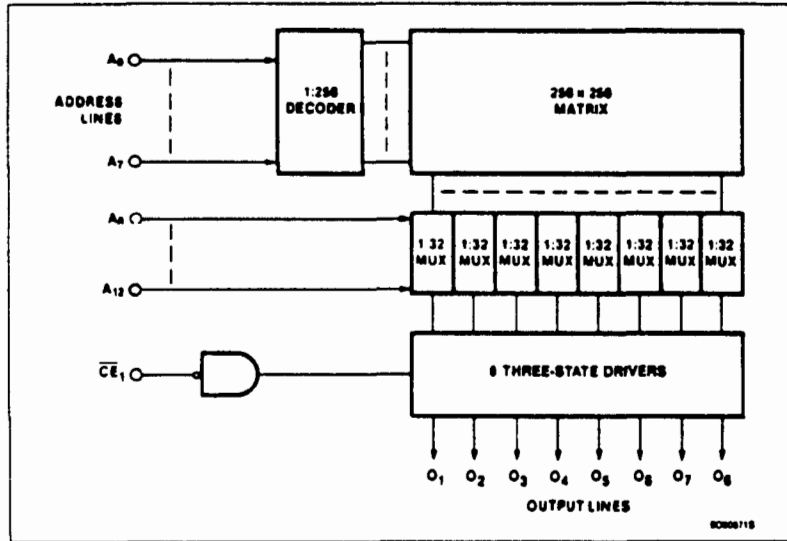 A0
ADDRESS
LINES
A7
1:256
DECODER
256 × 256
MATRIX
A8
A12
1:32
MUX
1:32
MUX
1:32
MUX
1:32
MUX
1:32
MUX
1:32
MUX
1:32
MUX
1:32
MUX
CE1
8 THREE-STATE DRIVERS
O1 O2 O3 O4 O5 O6 O7 O8
OUTPUT LINES